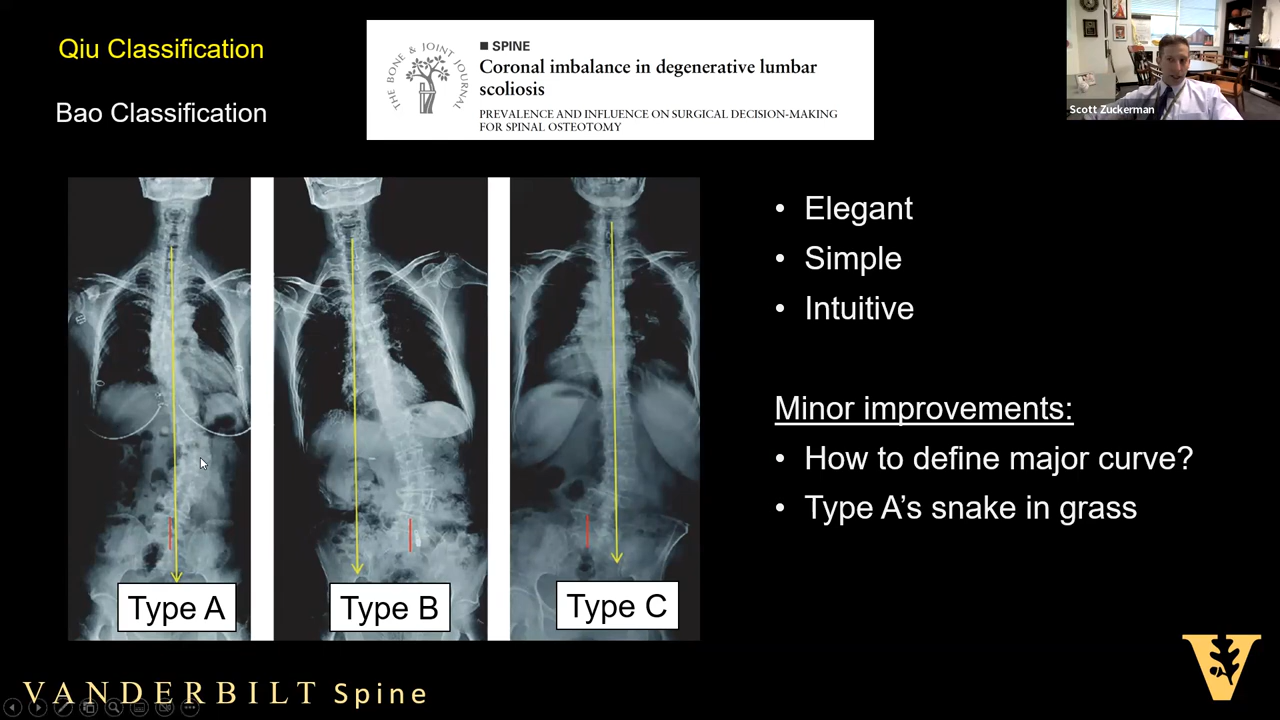 Qiu Classification
Bao Classification
THE BONE & JOINT JOURNAL
■ SPINE
Coronal imbalance in degenerative lumbar
scoliosis
PREVALENCE AND INFLUENCE ON SURGICAL DECISION-MAKING
FOR SPINAL OSTEOTOMY
Scott Zuckerman
• Elegant
• Simple
• Intuitive
Minor improvements:
• How to define major curve?
• Type A’s snake in grass
Type A
Type B
Type C
VANDERBILT Spine
V